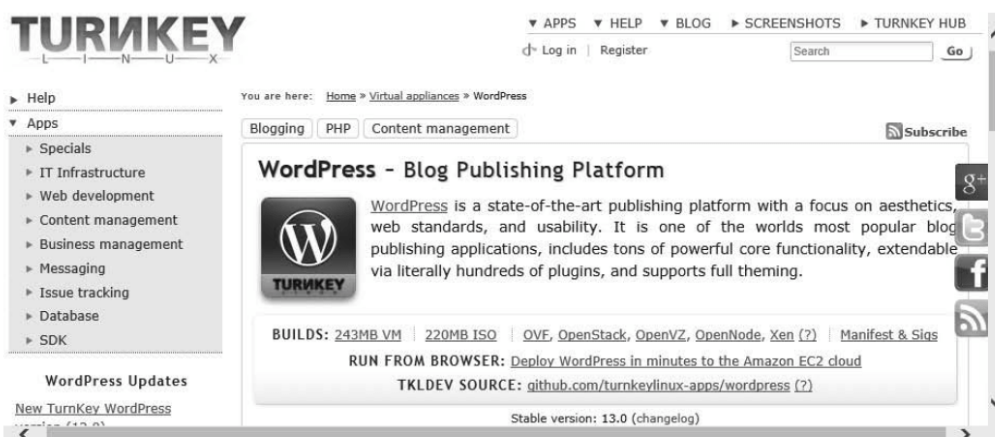 TURNKEY
LINUX
▼ APPS ▼ HELP ▼ BLOG ▶ SCREENSHOTS ▶ TURNKEY HUB
Log in | Register
Search Go
▶ Help
▼ Apps
▶ Specials
▶ IT Infrastructure
▶ Web development
▶ Content management
▶ Business management
▶ Messaging
▶ Issue tracking
▶ Database
▶ SDK
WordPress Updates
New TurnKey WordPress
version (13.0)
You are here: Home » Virtual appliances » WordPress
Blogging PHP Content management
Subscribe
WordPress – Blog Publishing Platform
WordPress is a state-of-the-art publishing platform with a focus on aesthetics,
web standards, and usability. It is one of the worlds most popular blog
publishing applications, includes tons of powerful core functionality, extendable
via literally hundreds of plugins, and supports full theming.
W
TURNKEY
LINUX
BUILDS: 243MB VM | 220MB ISO | OVF, OpenStack, OpenVZ, OpenNode, Xen (?) | Manifest & Sigs
RUN FROM BROWSER: Deploy WordPress in minutes to the Amazon EC2 cloud
TKLDEV SOURCE: github.com/turnkeylinux-apps/wordpress (?)
Stable version: 13.0 (changelog)
g+
f